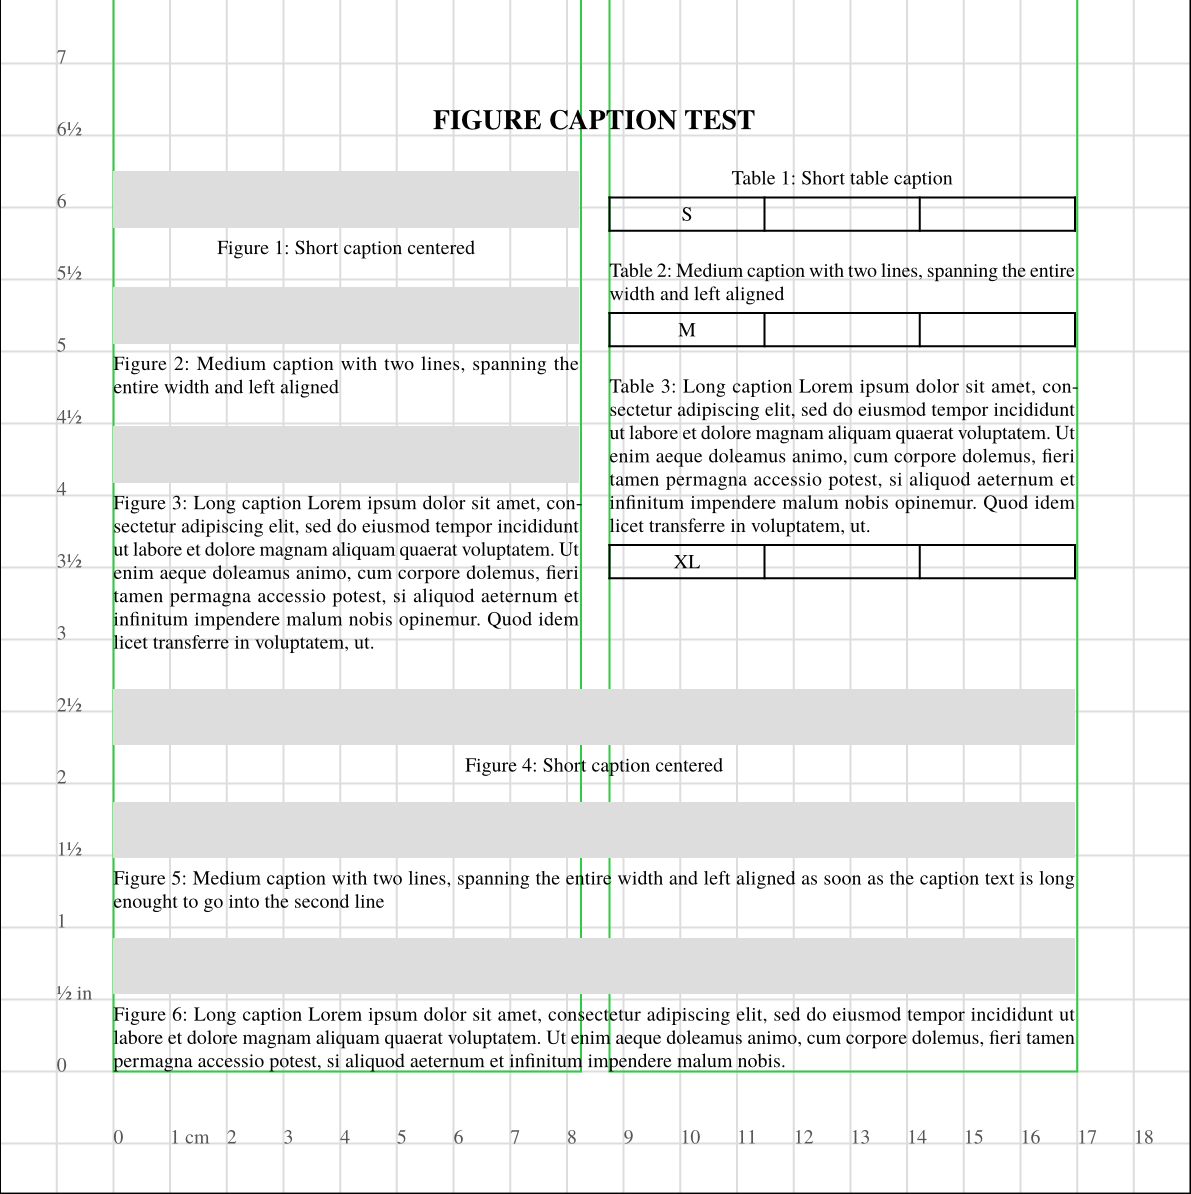 FIGURE CAPTION TEST
Figure 1: Short caption centered
Figure 2: Medium caption with two lines, spanning the
entire width and left aligned
Figure 3: Long caption Lorem ipsum dolor sit amet, con-
sectetur adipiscing elit, sed do eiusmod tempor incididunt
ut labore et dolore magnam aliquam quaerat voluptatem. Ut
enim aeque doleamus animo, cum corpore dolemus, fieri
tamen permagna accessio potest, si aliquod aeternum et
infinitum impendere malum nobis opinemur. Quod idem
licet transferre in voluptatem, ut.
Table 1: Short table caption
S
Table 2: Medium caption with two lines, spanning the entire
width and left aligned
M
Table 3: Long caption Lorem ipsum dolor sit amet, con-
sectetur adipiscing elit, sed do eiusmod tempor incididunt
ut labore et dolore magnam aliquam quaerat voluptatem. Ut
enim aeque doleamus animo, cum corpore dolemus, fieri
tamen permagna accessio potest, si aliquod aeternum et
infinitum impendere malum nobis opinemur. Quod idem
licet transferre in voluptatem, ut.
XL
Figure 4: Short caption centered
Figure 5: Medium caption with two lines, spanning the entire width and left aligned as soon as the caption text is long
enought to go into the second line
Figure 6: Long caption Lorem ipsum dolor sit amet, consectetur adipiscing elit, sed do eiusmod tempor incididunt ut
labore et dolore magnam aliquam quaerat voluptatem. Ut enim aeque doleamus animo, cum corpore dolemus, fieri tamen
permagna accessio potest, si aliquod aeternum et infinitum impendere malum nobis.
7
6½
6
5½
5
4½
4
3½
3
2½
2
1½
1
½ in
0
0 1 cm 2 3 4 5 6 7 8 9 10 11 12 13 14 15 16 17 18